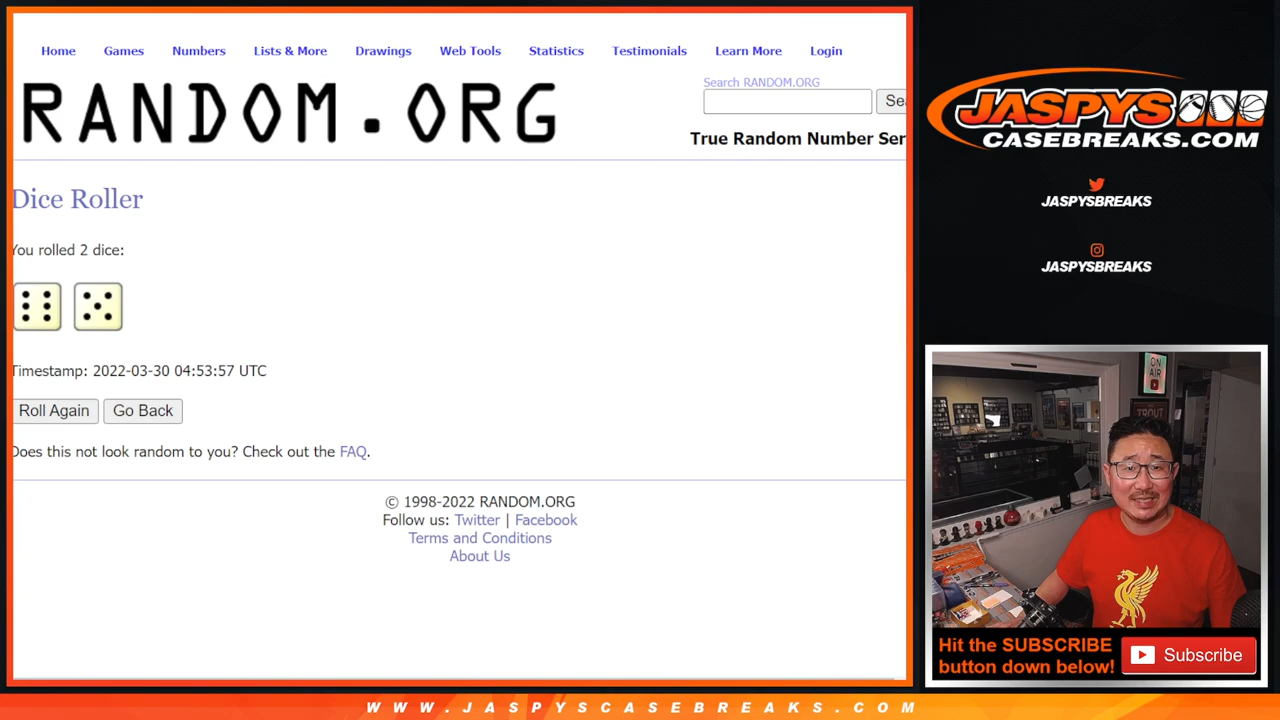 Home Games Numbers Lists & More Drawings Web Tools Statistics Testimonials Learn More Login
RANDOM.ORG
Search RANDOM.ORG
Sea
True Random Number Ser
Dice Roller
You rolled 2 dice:
Timestamp: 2022-03-30 04:53:57 UTC
Roll Again Go Back
Does this not look random to you? Check out the FAQ.
© 1998-2022 RANDOM.ORG
Follow us: Twitter | Facebook
Terms and Conditions
About Us
JASPYS
CASEBREAKS.COM
JASPYSBREAKS
JASPYSBREAKS
ON
AIR
TROUT
Hit the SUBSCRIBE
button down below!
Subscribe
WWW.JASPYSCASEBREAKS.COM